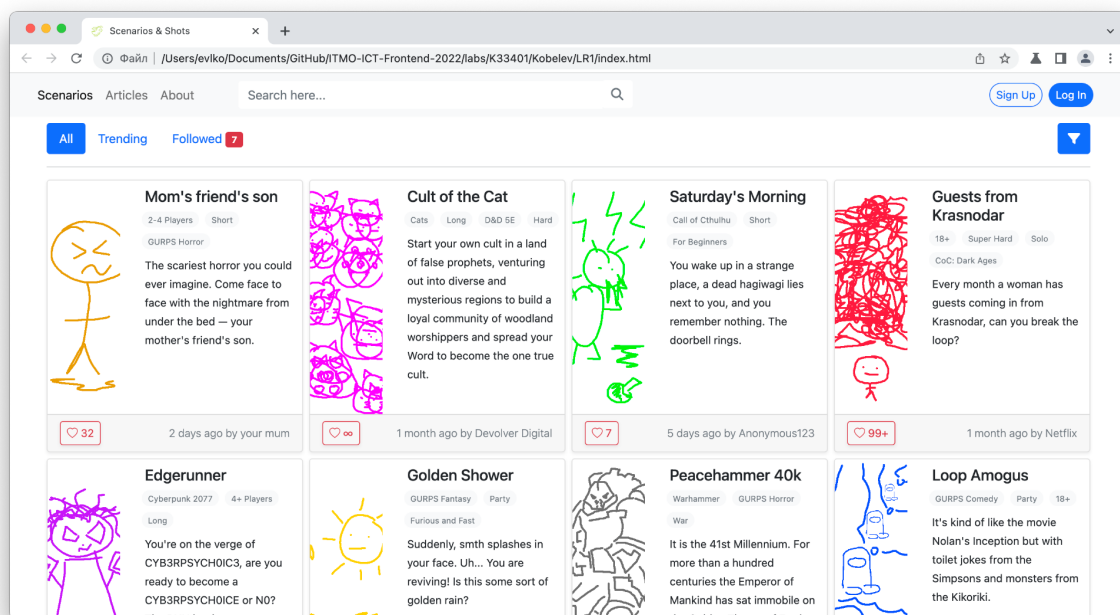 Scenarios & Shots
Файл /Users/evlko/Documents/GitHub/ITMO-ICT-Frontend-2022/labs/K33401/Kobelev/LR1/index.html
Scenarios Articles About Search here... Sign Up Log In
All Trending Followed 7
Mom's friend's son
2-4 Players Short
GURPS Horror
The scariest horror you could
ever imagine. Come face to
face with the nightmare from
under the bed — your
mother's friend's son.
32 2 days ago by your mum
Cult of the Cat
Cats Long D&D 5E Hard
Start your own cult in a land
of false prophets, venturing
out into diverse and
mysterious regions to build a
loyal community of woodland
worshippers and spread your
Word to become the one true
cult.
∞ 1 month ago by Devolver Digital
Saturday's Morning
Call of Cthulhu Short
For Beginners
You wake up in a strange
place, a dead hagiwagi lies
next to you, and you
remember nothing. The
doorbell rings.
7 5 days ago by Anonymous123
Guests from
Krasnodar
18+ Super Hard Solo
CoC: Dark Ages
Every month a woman has
guests coming in from
Krasnodar, can you break the
loop?
99+ 1 month ago by Netflix
Edgerunner
Cyberpunk 2077 4+ Players
Long
You're on the verge of
CYB3RPSYCH0IC3, are you
ready to become a
CYB3RPSYCH0ICE or N0?
Golden Shower
GURPS Fantasy Party
Furious and Fast
Suddenly, smth splashes in
your face. Uh... You are
reviving! Is this some sort of
golden rain?
Peacehammer 40k
Warhammer GURPS Horror
War
It is the 41st Millennium. For
more than a hundred
centuries the Emperor of
Mankind has sat immobile on
Loop Amogus
GURPS Comedy Party 18+
It's kind of like the movie
Nolan's Inception but with
toilet jokes from the
Simpsons and monsters from
the Kikoriki.